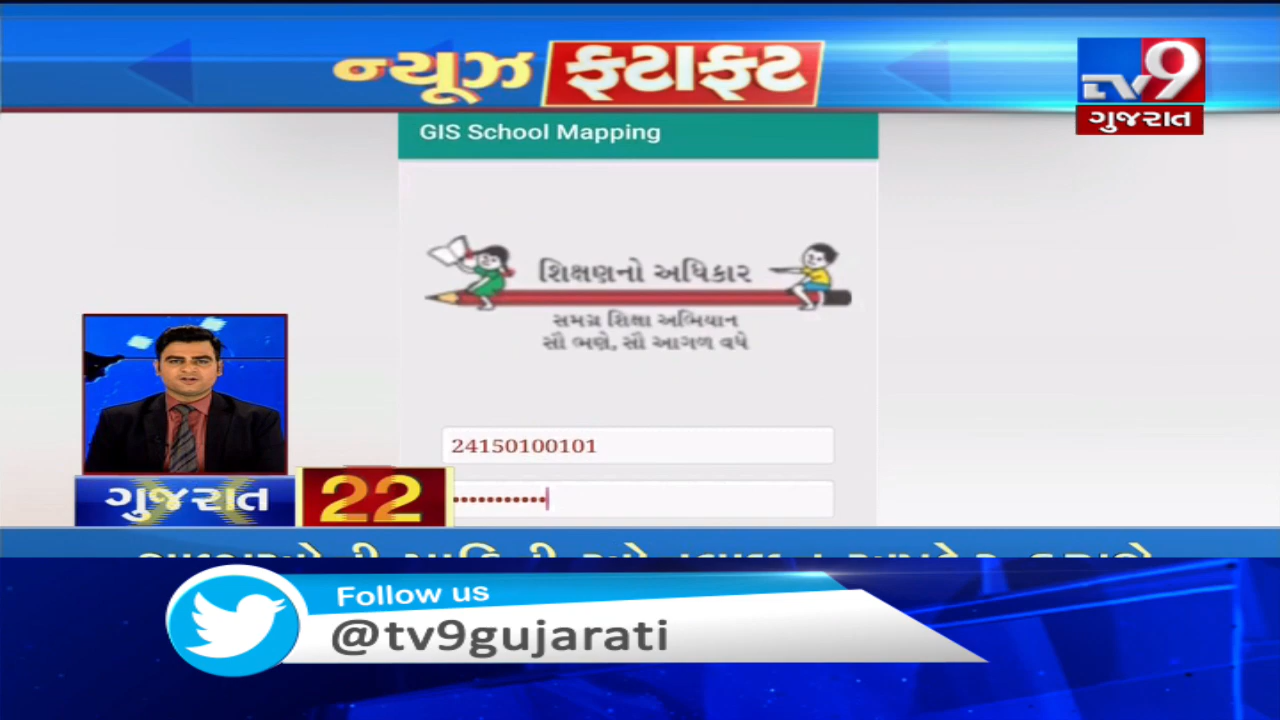 ન્યૂઝ ફટાફટ
TV9
ગુજરાત
GIS School Mapping
શિક્ષણનો અધિકાર
સમગ્ર શિક્ષા અભિયાન
સૌ ભણે, સૌ આગળ વધે
24150100101
ગુજરાત 22
Follow us
@tv9gujarati